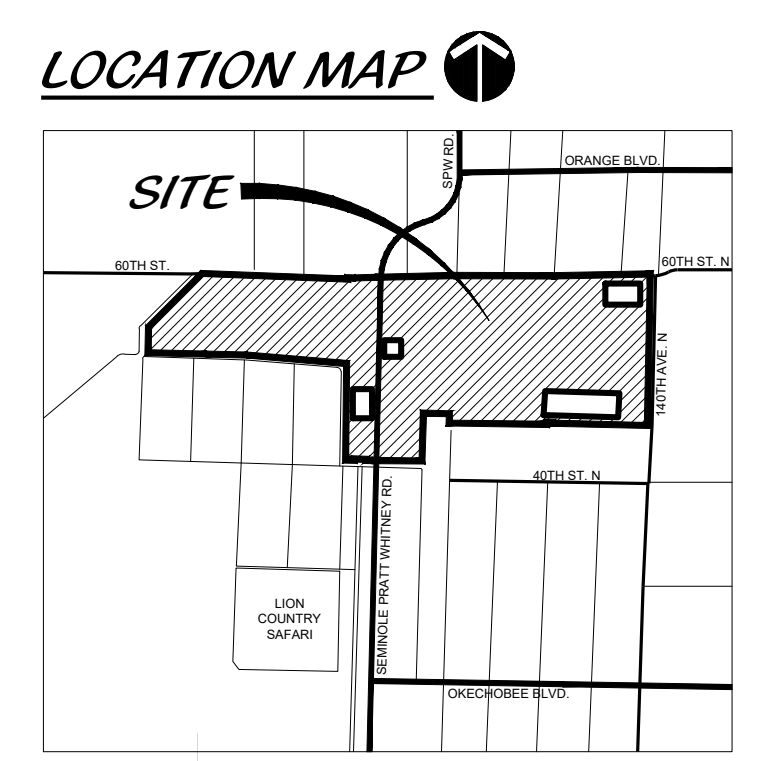 LOCATION MAP
SPW RD.
ORANGE BLVD.
SITE
60TH ST.
60TH ST. N
140TH AVE. N
40TH ST. N
SEMINOLE PRATT WHITNEY RD.
LION
COUNTRY
SAFARI
OKECHOBEE BLVD.